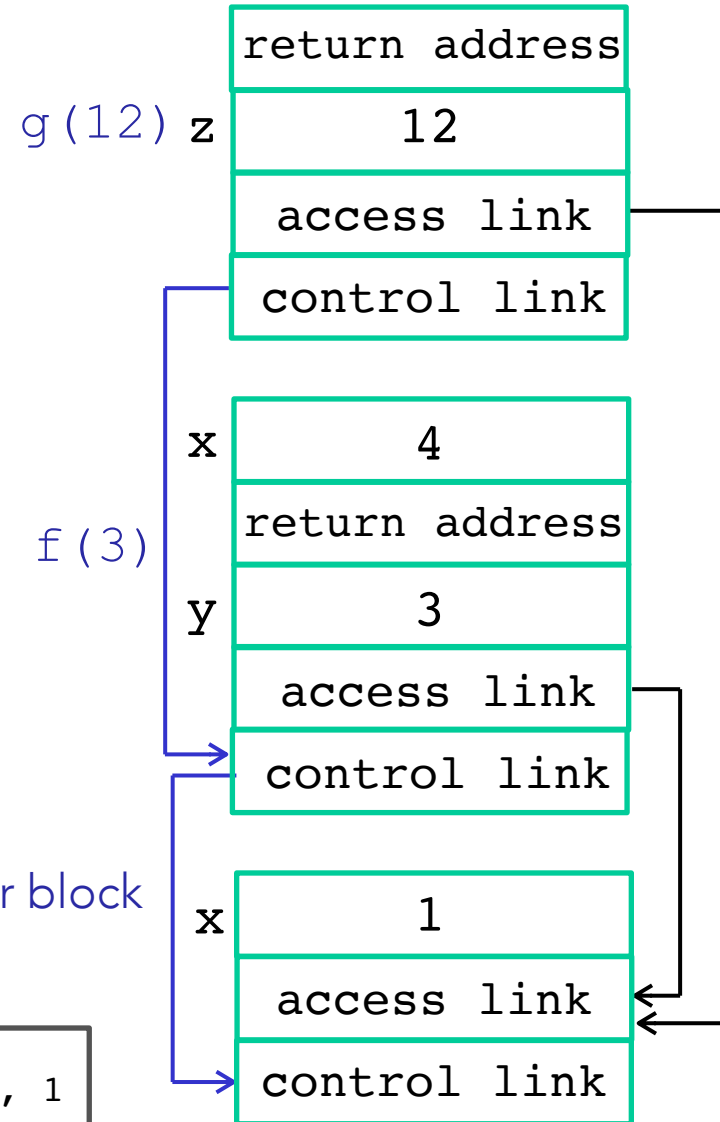 return address
g(12) z 12
access link
control link
x 4
return address
f(3)
y 3
access link
control link
r block
x 1
access link
, 1
control link